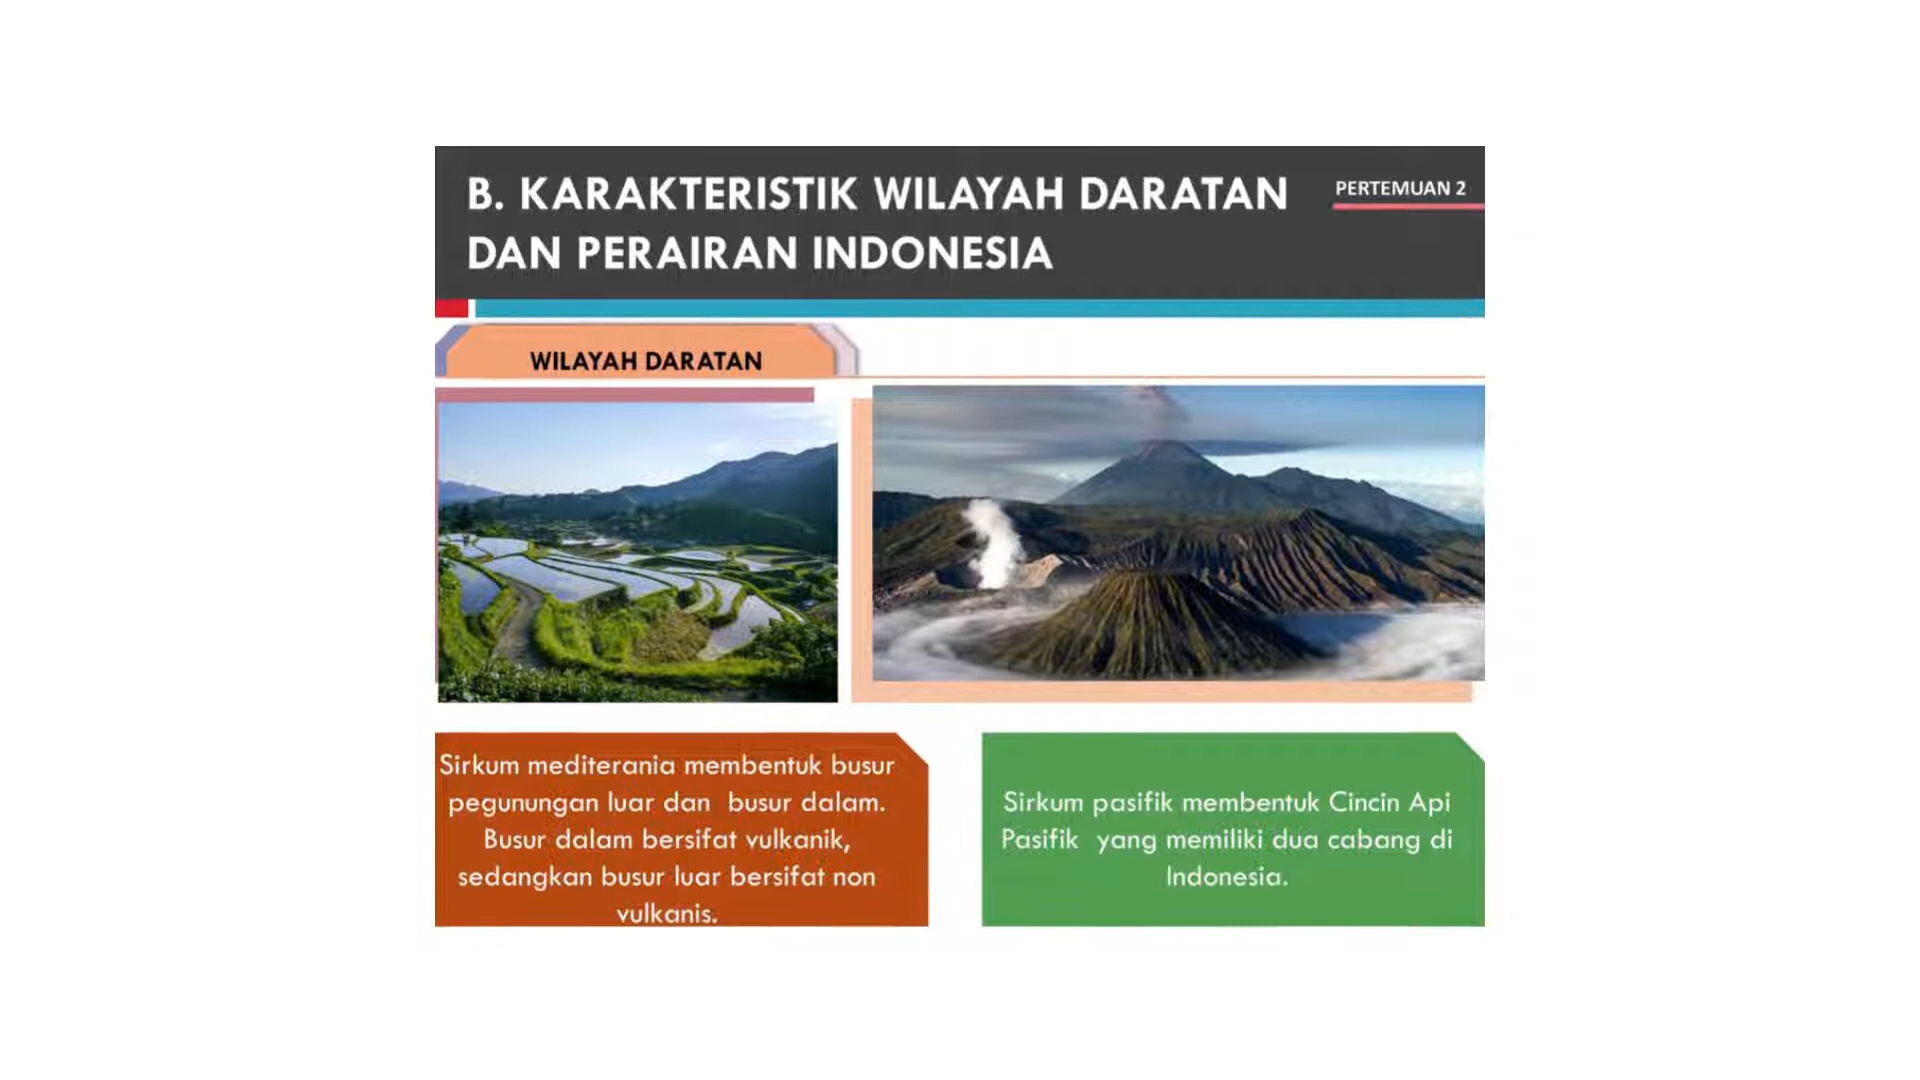 B. KARAKTERISTIK WILAYAH DARATAN
DAN PERAIRAN INDONESIA
PERTEMUAN 2
WILAYAH DARATAN
Sirkum mediterania membentuk busur
pegunungan luar dan busur dalam.
Busur dalam bersifat vulkanik,
sedangkan busur luar bersifat non
vulkanis.
Sirkum pasifik membentuk Cincin Api
Pasifik yang memiliki dua cabang di
Indonesia.